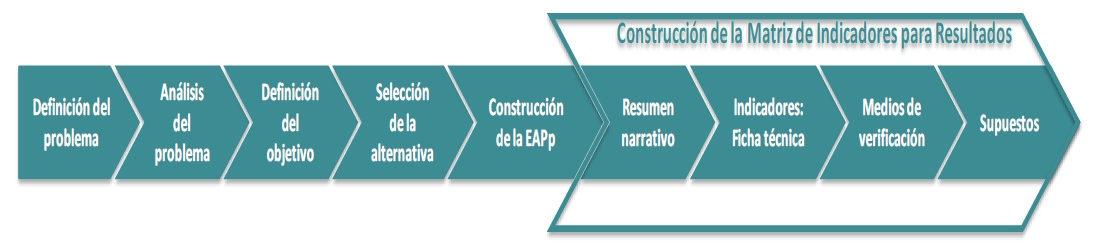 Construcción de la Matriz de Indicadores para Resultados
Definición del
problema
Análisis
del
problema
Definición
del
objetivo
Selección
de la
alternativa
Construcción
de la EAPp
Resumen
narrativo
Indicadores:
Ficha técnica
Medios de
verificación
Supuestos